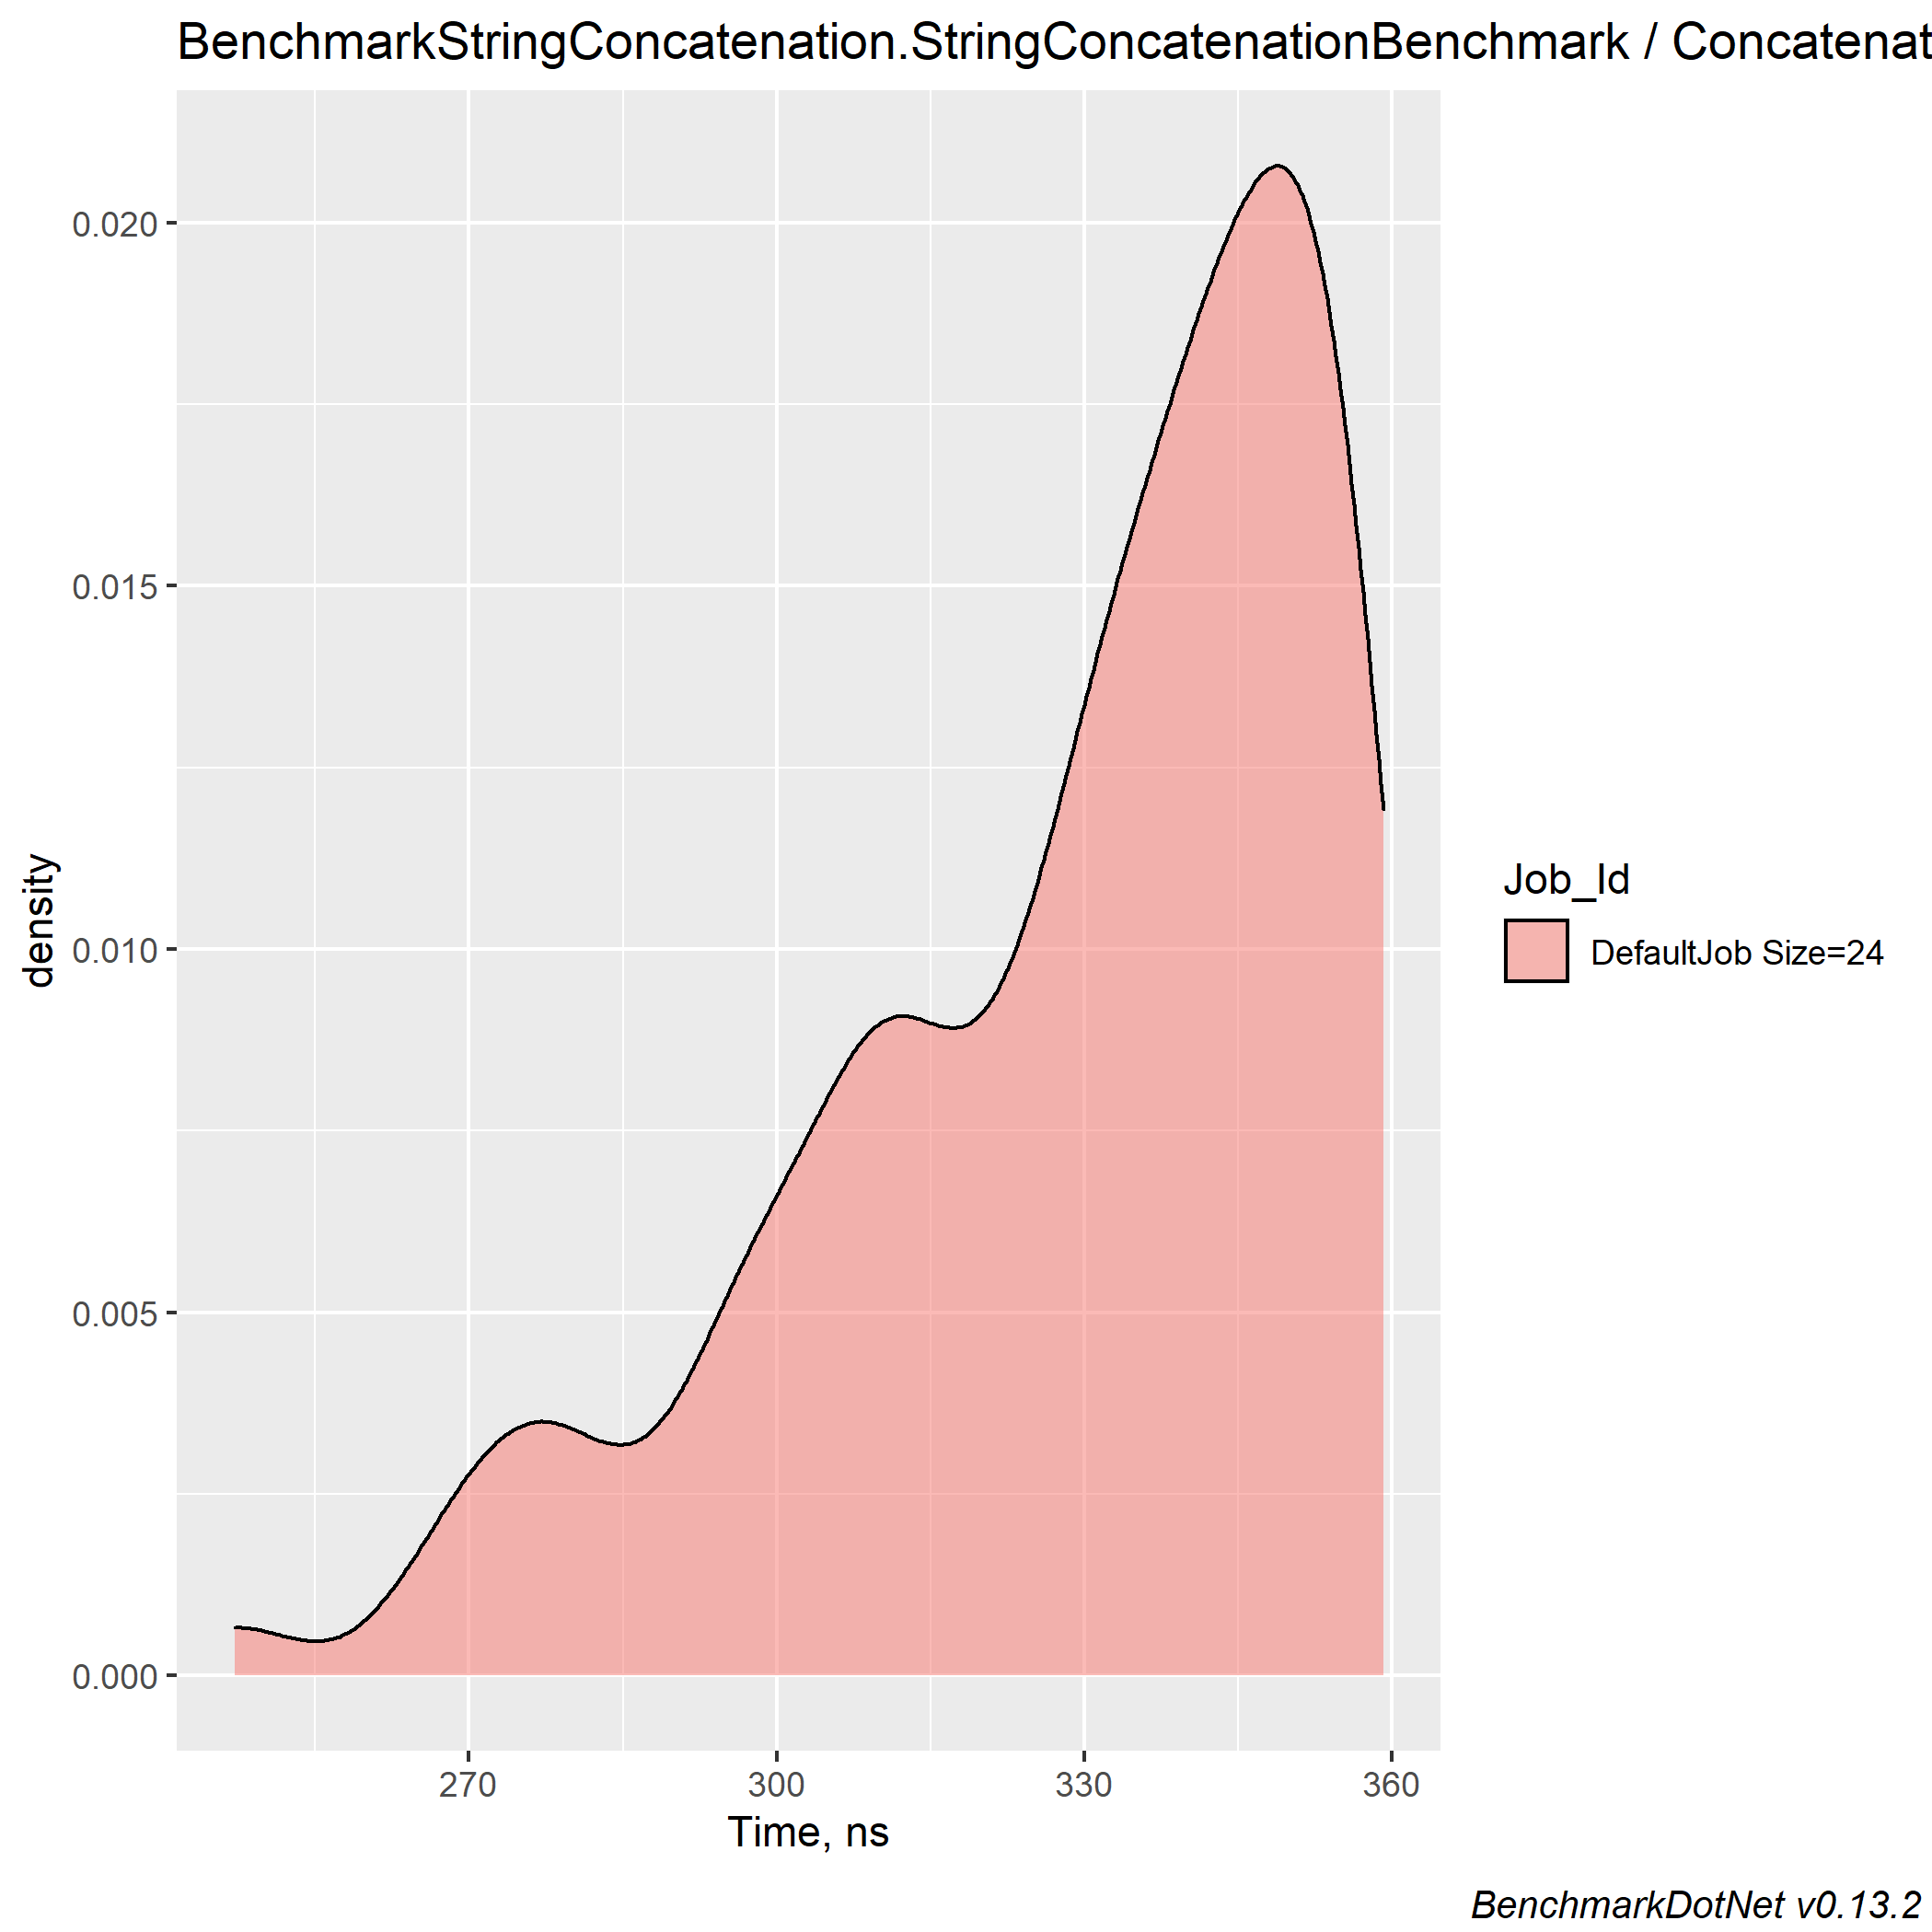 BenchmarkStringConcatenation.StringConcatenationBenchmark / Concatenat
0.020
0.015
0.010
0.005
0.000
density
270 300 330 360
Time, ns
Job_Id
DefaultJob Size=24
BenchmarkDotNet v0.13.2